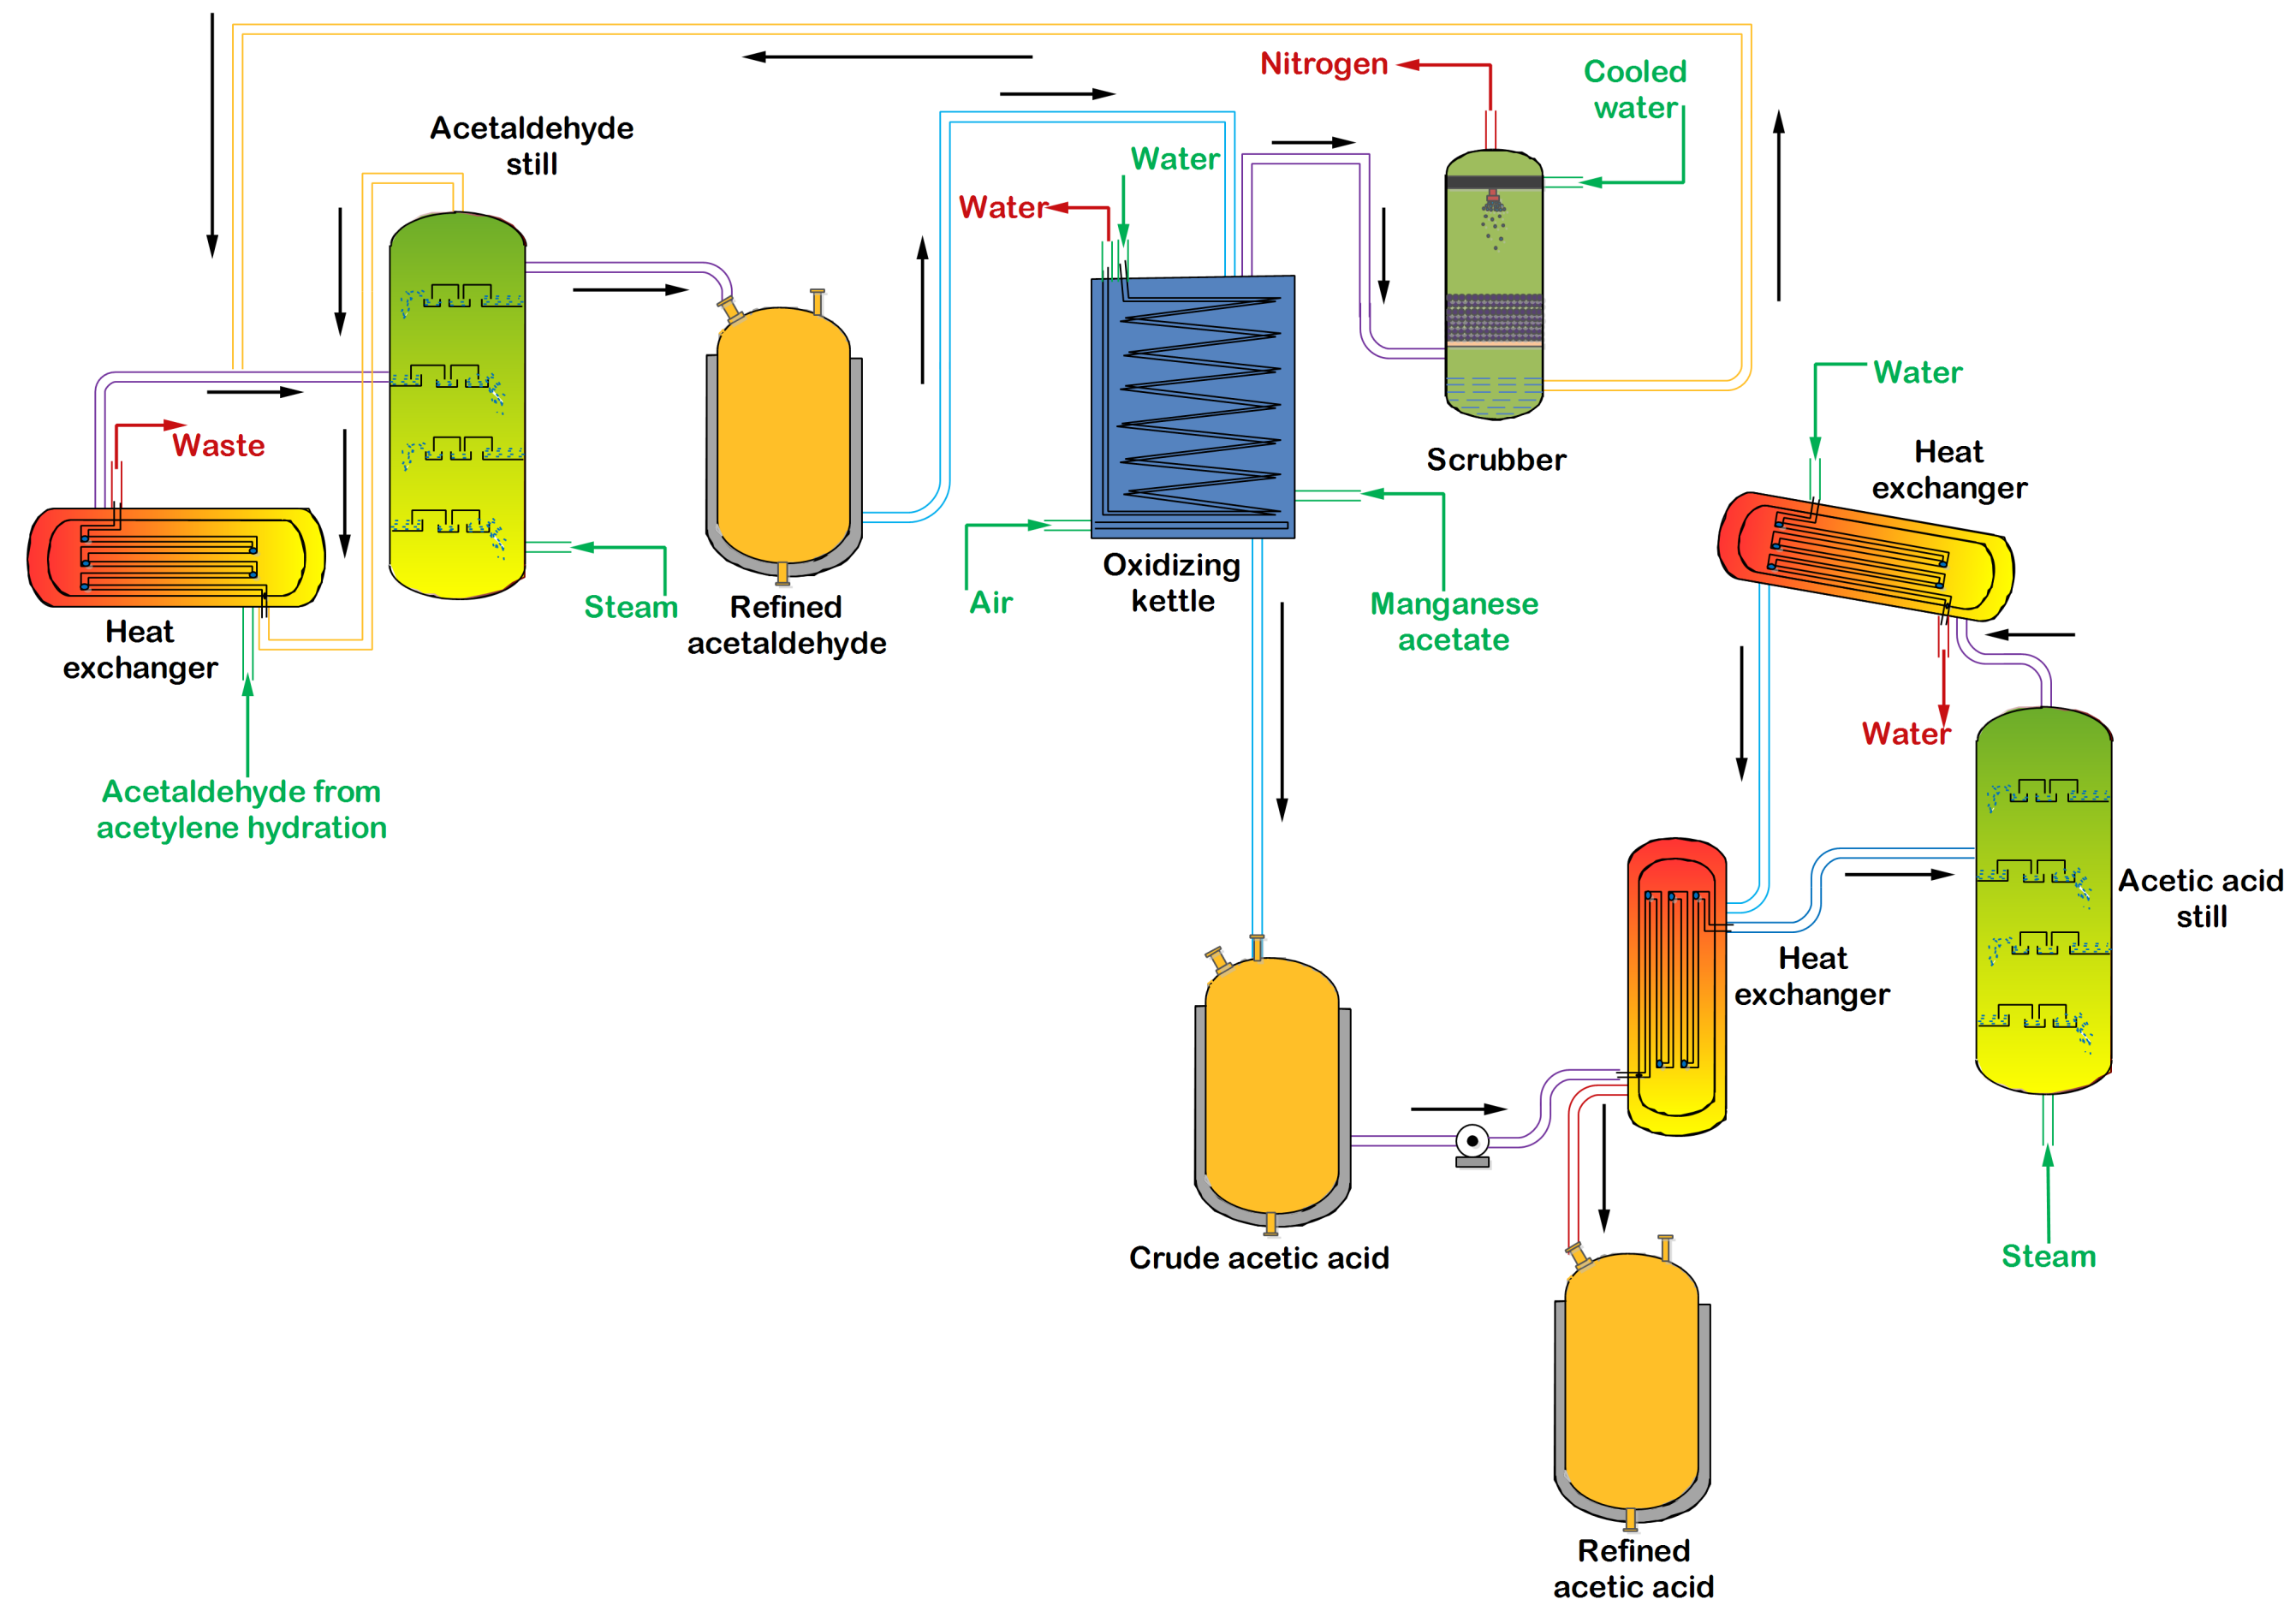 Nitrogen
Cooled
water
Acetaldehyde
still
Water
Water
Water
Waste
Scrubber
Heat
exchanger
Oxidizing
kettle
Air
Manganese
acetate
Steam
Refined
acetaldehyde
Heat
exchanger
Water
Acetaldehyde from
acetylene hydration
Acetic acid
still
Heat
exchanger
Crude acetic acid
Steam
Refined
acetic acid